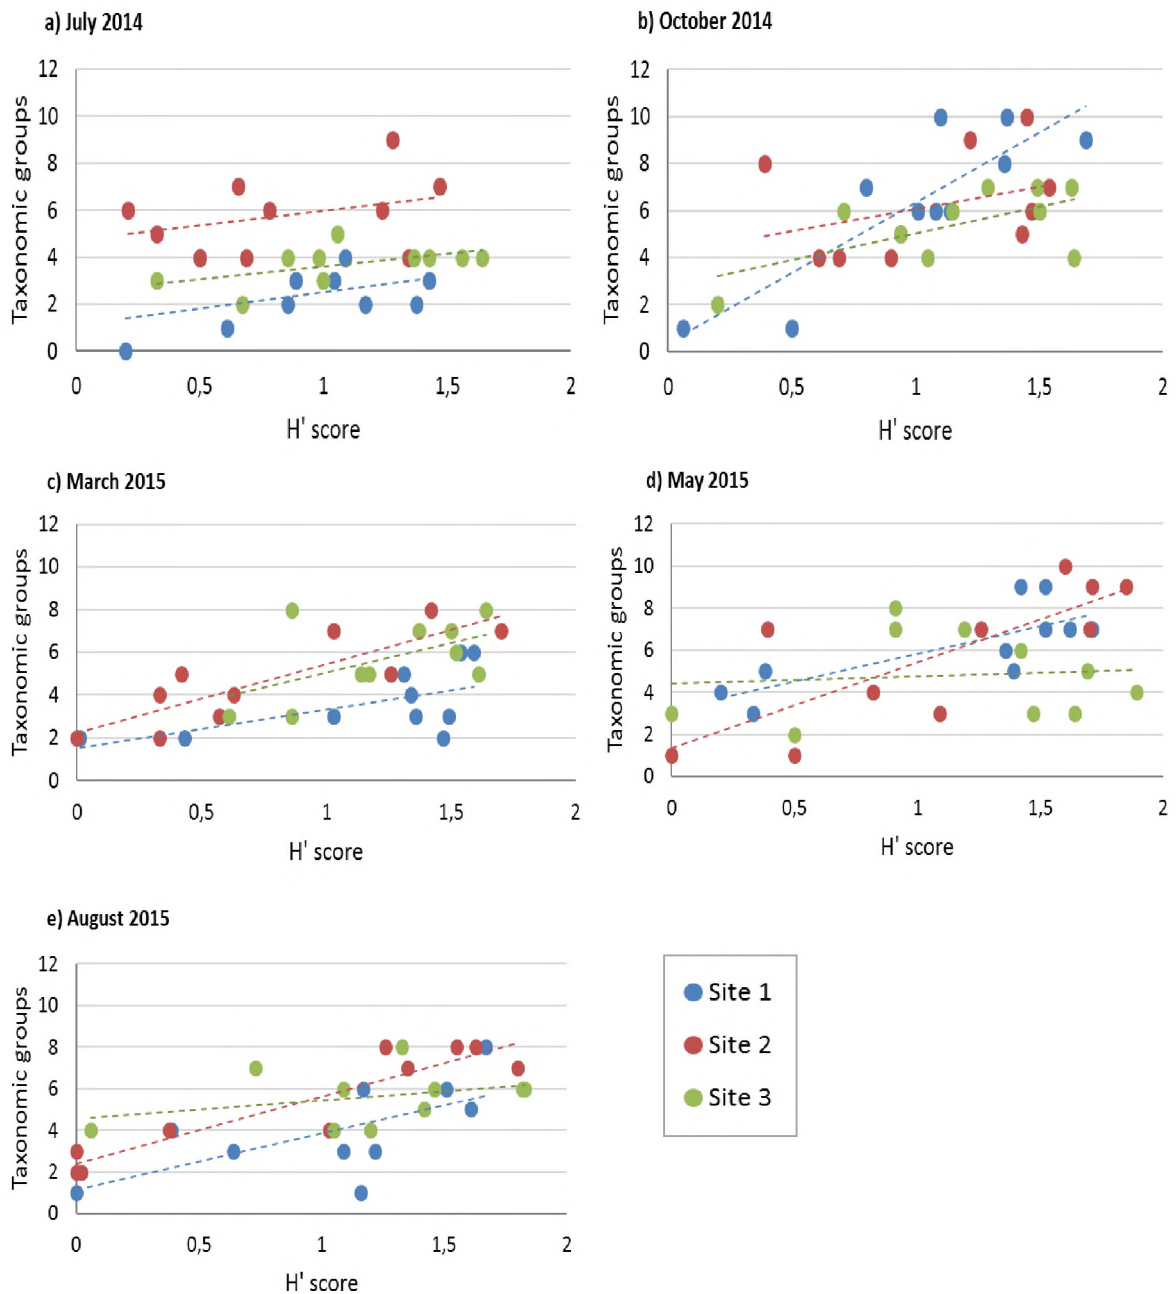 a) July 2014
12
10
8
6
4
2
0
Taxonomic groups
0 0,5 1 1,5 2
H' score
b) October 2014
12
10
8
6
4
2
0
Taxonomic groups
0 0,5 1 1,5 2
H' score
c) March 2015
12
10
8
6
4
2
0
Taxonomic groups
0 0,5 1 1,5 2
H' score
d) May 2015
12
10
8
6
4
2
0
Taxonomic groups
0 0,5 1 1,5 2
H' score
e) August 2015
12
10
8
6
4
2
0
Taxonomic groups
0 0,5 1 1,5 2
H' score
Site 1
Site 2
Site 3